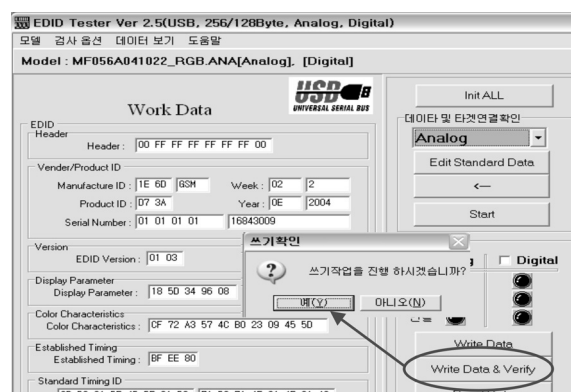 EDID Tester Ver 2.5(USB, 256/128Byte, Analog, Digital)
모델 검사 옵션 데이터 보기 도움말
Model : MF056A041022_RGB.ANA[Analog], [Digital]
Work Data
USB
UNIVERSAL SERIAL BUS
EDID
Header
Header : 00 FF FF FF FF FF FF 00
Vender/Product ID
Manufacture ID : 1E 6D GSM Week : 02 2
Product ID : 07 3A Year : 0E 2004
Serial Number : 01 01 01 01 16843009
Version
EDID Version : 01 03
Display Parameter
Display Parameter : 18 5D 34 96 08
Color Characteristics
Color Characteristics : CF 72 A3 57 4C B0 23 09 45 5D
Established Timing
Established Timing : BF EE 80
Standard Timing ID
Init ALL
데이타 및 타겟연결확인
Analog
Edit Standard Data
<--
Start
쓰기확인
쓰기작업을 진행 하시겠습니까?
예(Y) 아니오(N)
Digital
Write Data
Write Data & Verify